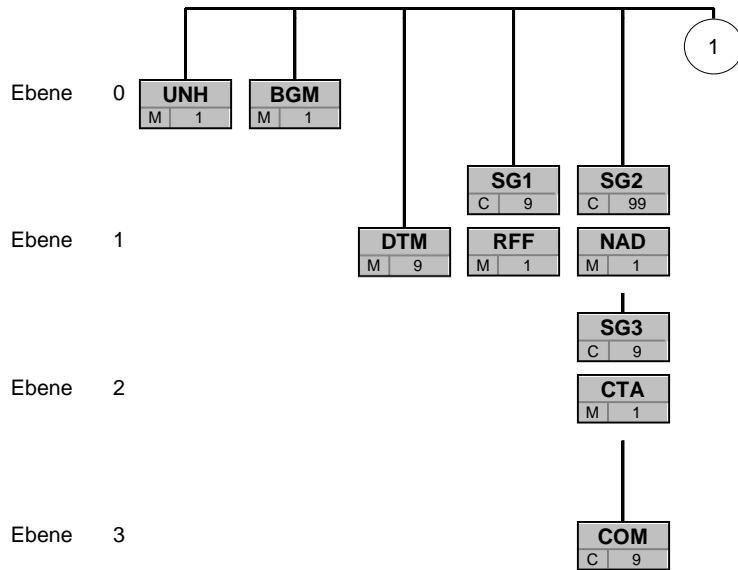 1
Ebene 0 UNH BGM
M 1 M 1
SG1 SG2
C 9 C 99
Ebene 1 DTM RFF NAD
M 9 M 1 M 1
SG3
C 9
Ebene 2 CTA
M 1
Ebene 3 COM
C 9